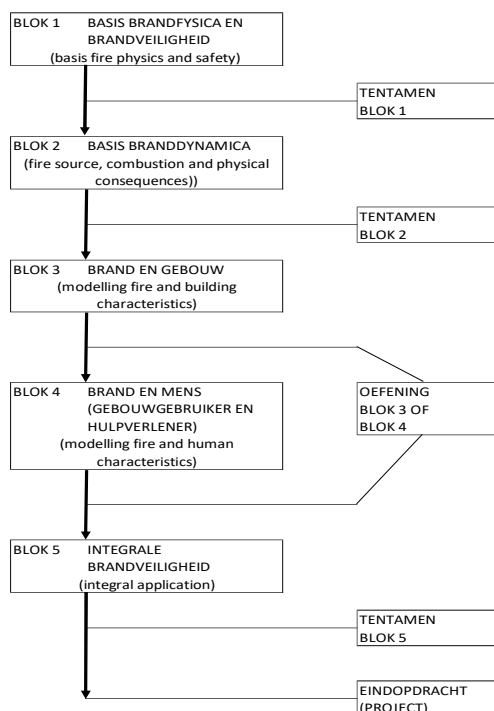 BLOK 1 BASIS BRANDFYSICA EN
BRANDVEILIGHEID
(basis fire physics and safety)
TENTAMEN
BLOK 1
BLOK 2 BASIS BRANDDYNAMICA
(fire source, combustion and physical
consequences))
TENTAMEN
BLOK 2
BLOK 3 BRAND EN GEBOUW
(modelling fire and building
characteristics)
BLOK 4 BRAND EN MENS
(GEBOUWGEBRUIKER EN
HULPVERLENER)
(modelling fire and human
characteristics)
OEFENING
BLOK 3 OF
BLOK 4
BLOK 5 INTEGRALE
BRANDVEILIGHEID
(integral application)
TENTAMEN
BLOK 5
EINDOPDRACHT
(PROJECT)